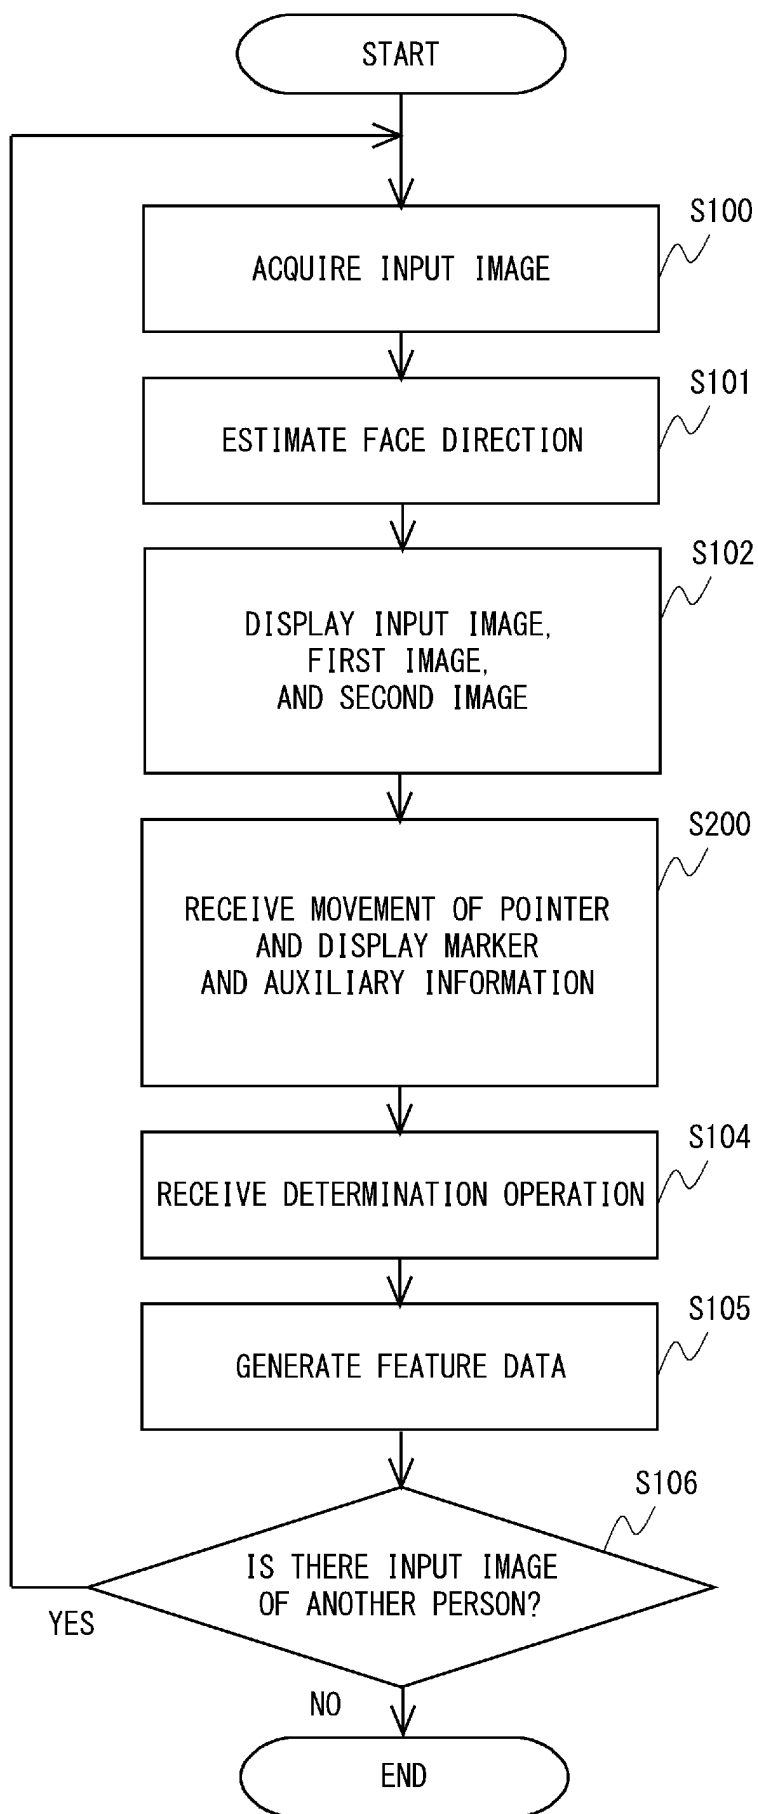 START
S100
ACQUIRE INPUT IMAGE
S101
ESTIMATE FACE DIRECTION
S102
DISPLAY INPUT IMAGE,
FIRST IMAGE,
AND SECOND IMAGE
S200
RECEIVE MOVEMENT OF POINTER
AND DISPLAY MARKER
AND AUXILIARY INFORMATION
S104
RECEIVE DETERMINATION OPERATION
S105
GENERATE FEATURE DATA
S106
IS THERE INPUT IMAGE
OF ANOTHER PERSON?
YES
NO
END